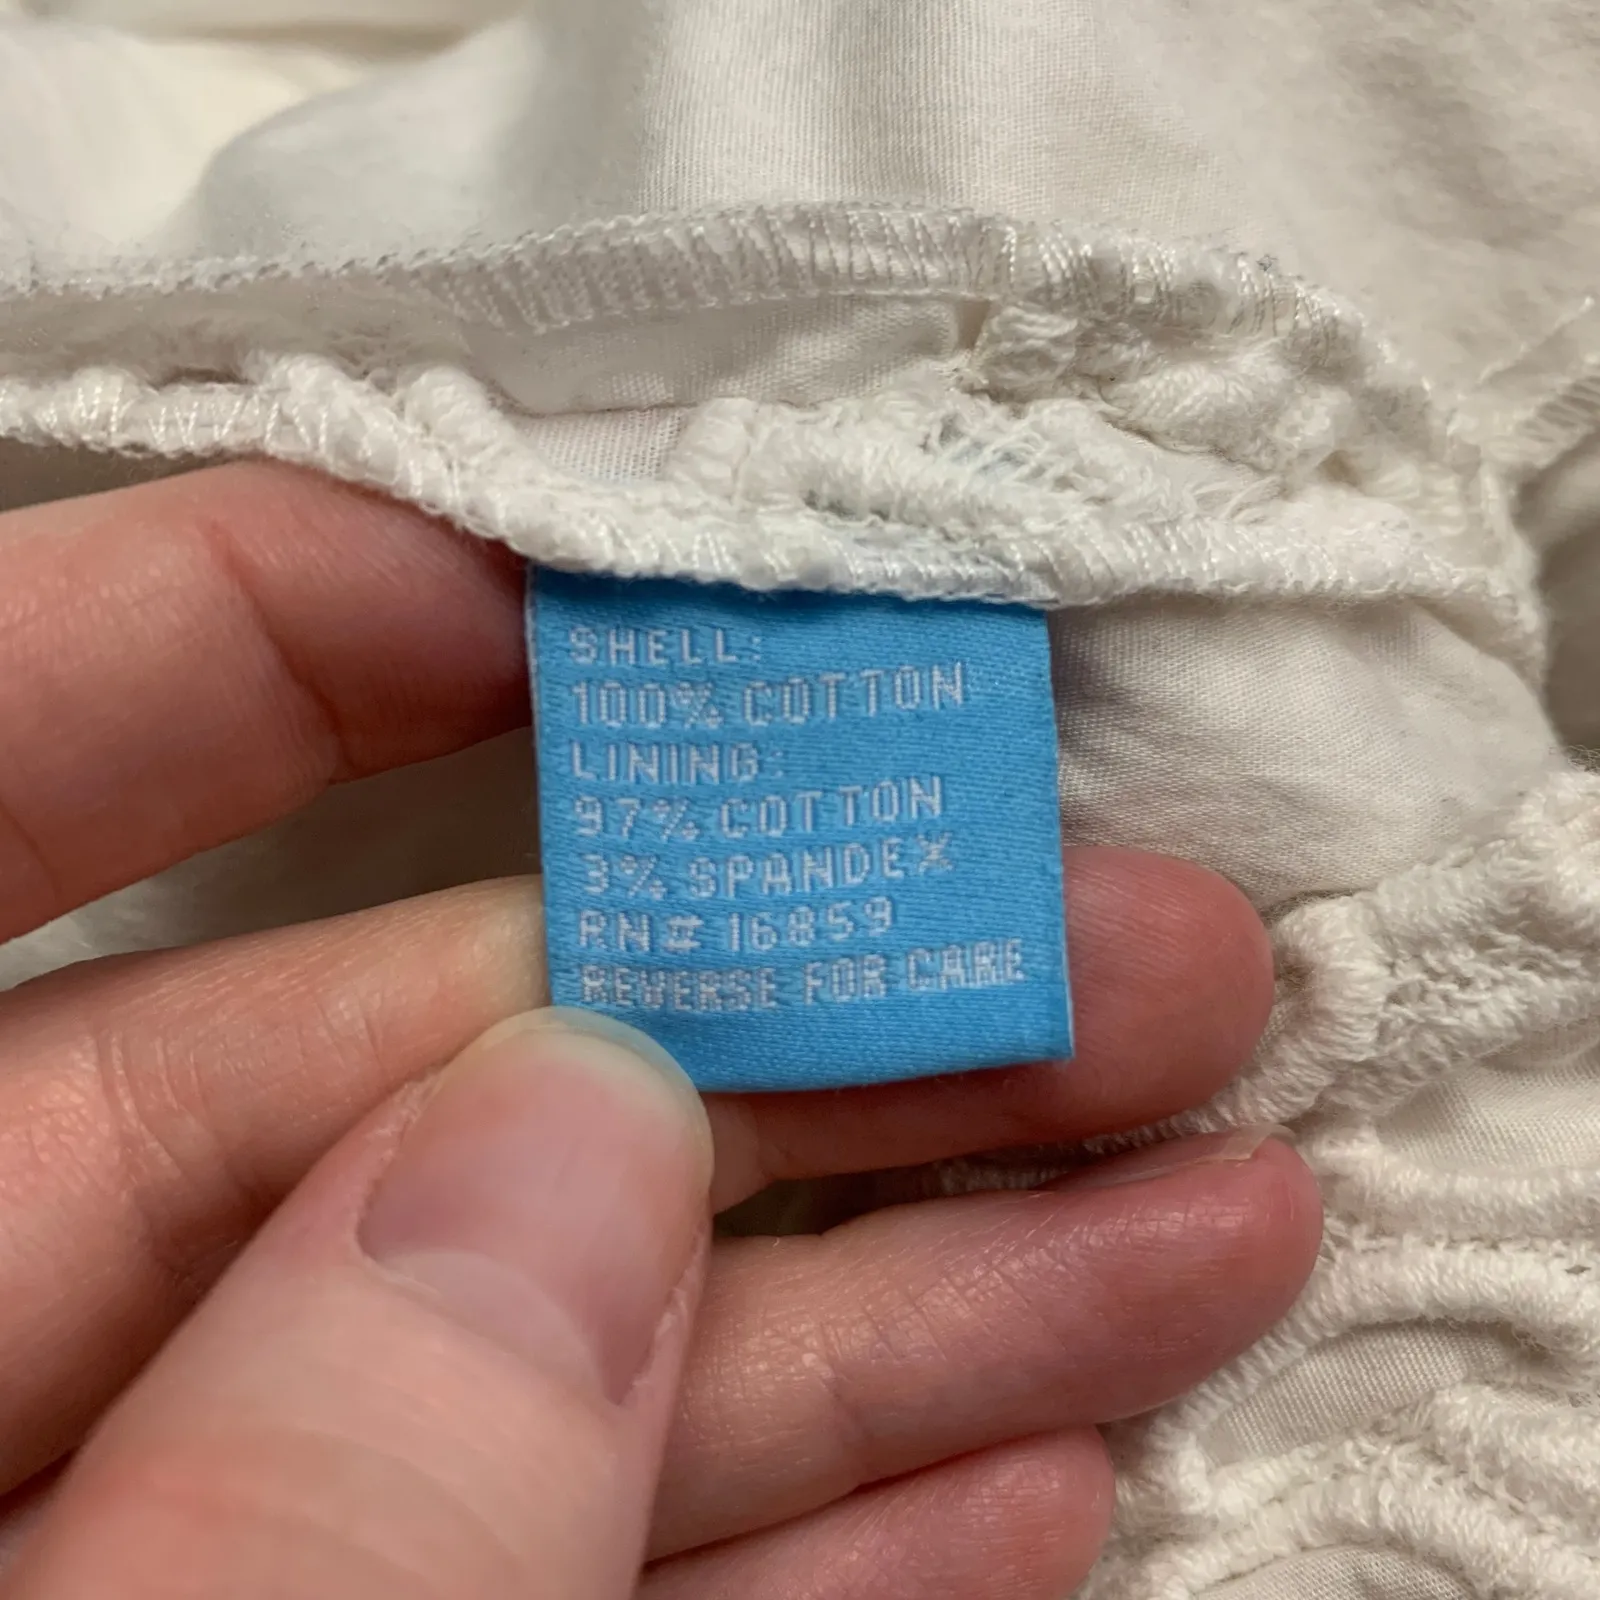 SHELL:
100% COTTON
LINING:
97% COTTON
3% SPANDEX
RN# 16859
REVERSE FOR CARE